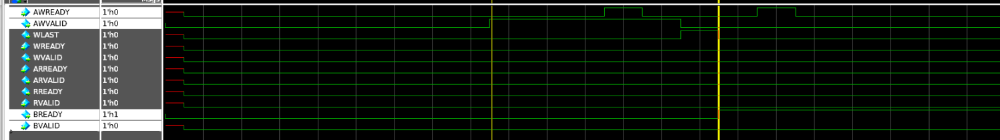 Msgs
AWREADY 1'h0
AWVALID 1'h0
WLAST 1'h0
WREADY 1'h0
WVALID 1'h0
ARREADY 1'h0
ARVALID 1'h0
RREADY 1'h0
RVALID 1'h0
BREADY 1'h1
BVALID 1'h0